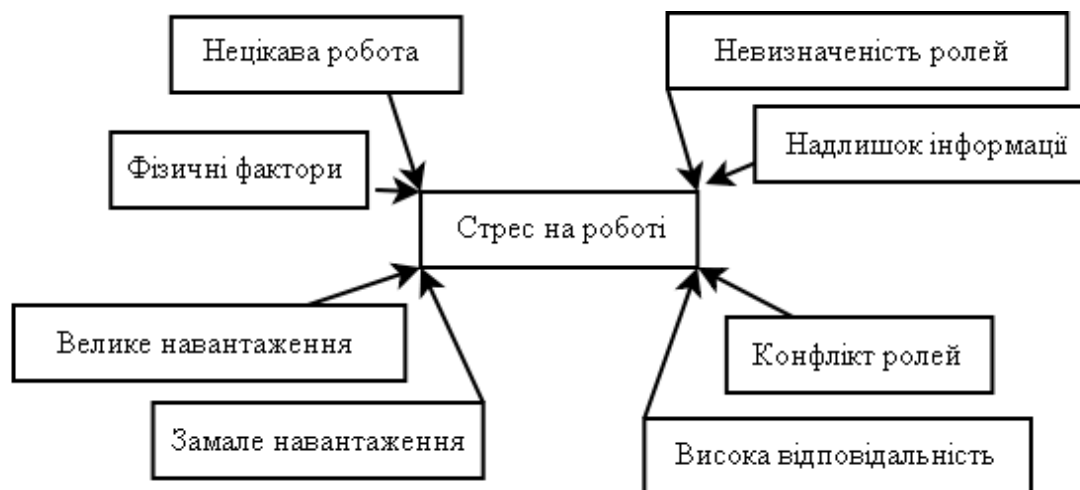 Нецікава робота
Невизначеність ролей
Фізичні фактори
Надлишок інформації
Стрес на роботі
Велике навантаження
Конфлікт ролей
Замале навантаження
Висока відповідальність